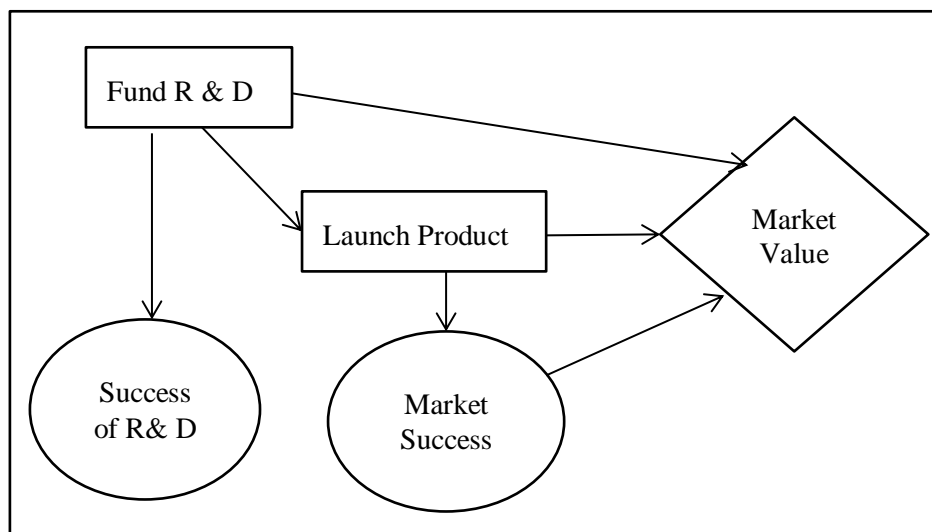 Fund R & D
Launch Product
Market
Value
Success
of R& D
Market
Success